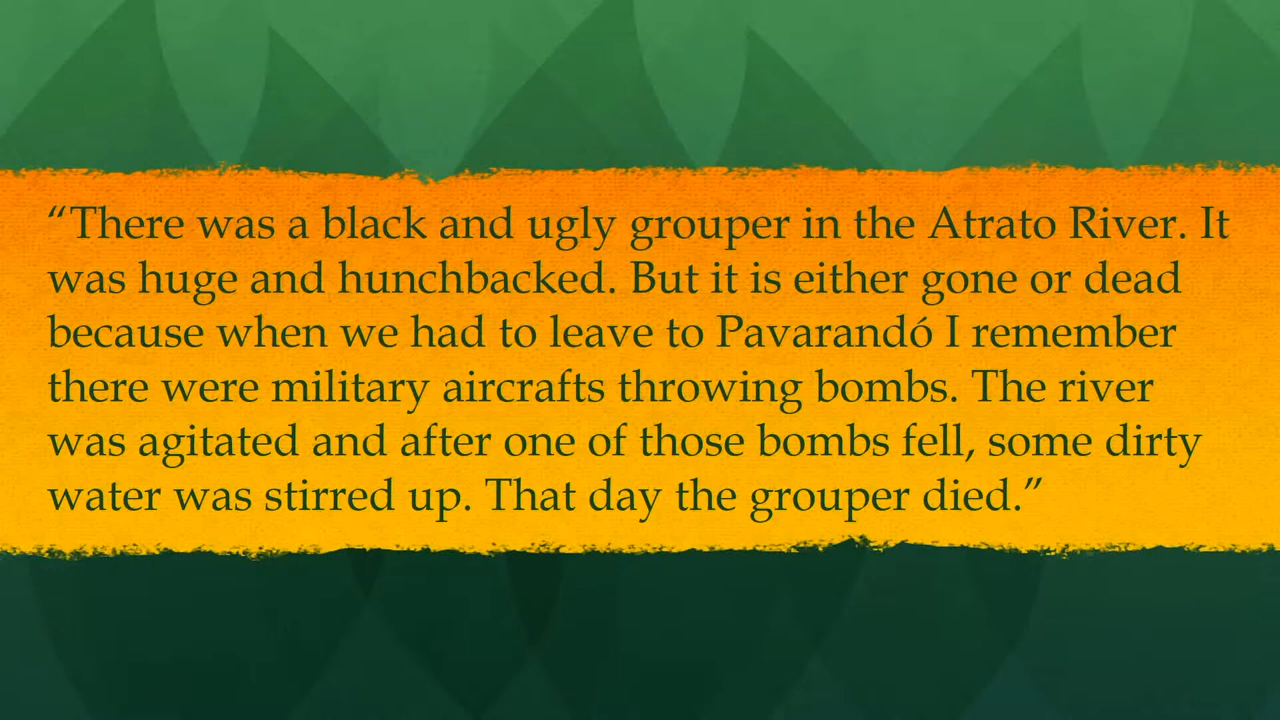 “There was a black and ugly grouper in the Atrato River. It
was huge and hunchbacked. But it is either gone or dead
because when we had to leave to Pavarandó I remember
there were military aircrafts throwing bombs. The river
was agitated and after one of those bombs fell, some dirty
water was stirred up. That day the grouper died.”